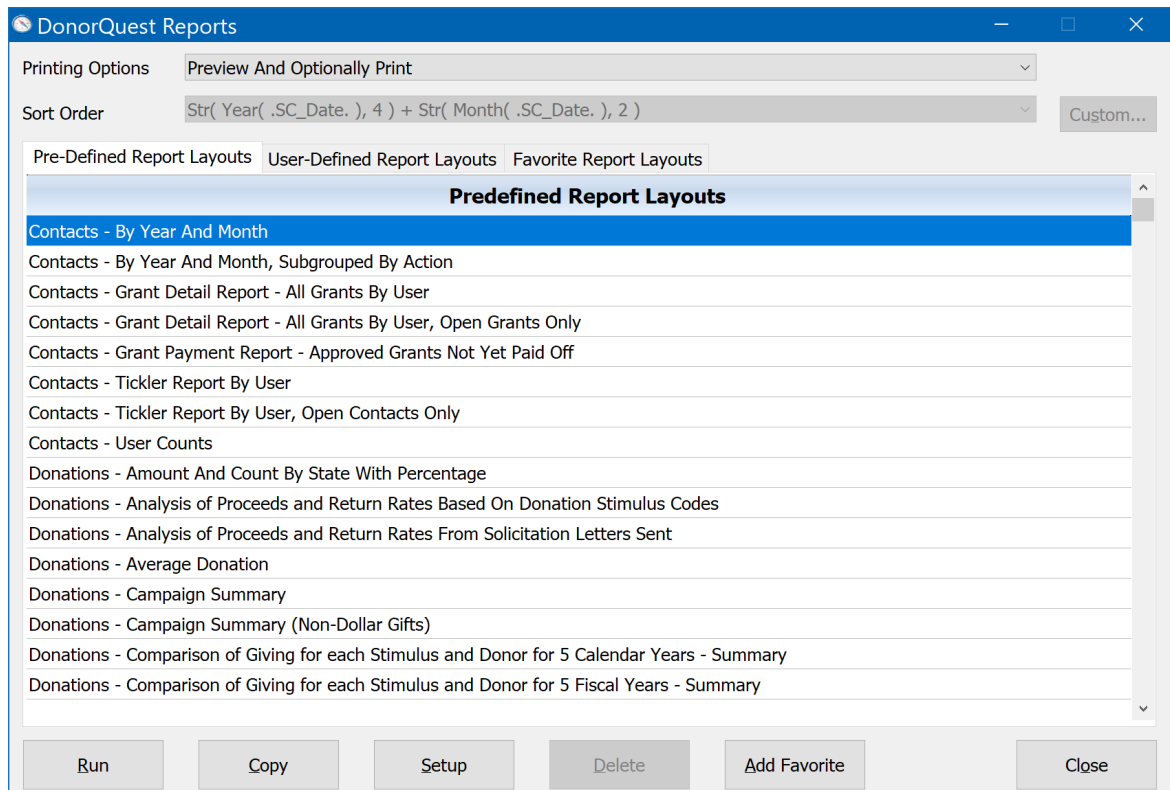 DonorQuest Reports
Printing Options Preview And Optionally Print
Sort Order Str( Year( .SC_Date. ), 4 ) + Str( Month( .SC_Date. ), 2 ) Custom...
Pre-Defined Report Layouts User-Defined Report Layouts Favorite Report Layouts
Predefined Report Layouts
Contacts - By Year And Month
Contacts - By Year And Month, Subgrouped By Action
Contacts - Grant Detail Report - All Grants By User
Contacts - Grant Detail Report - All Grants By User, Open Grants Only
Contacts - Grant Payment Report - Approved Grants Not Yet Paid Off
Contacts - Tickler Report By User
Contacts - Tickler Report By User, Open Contacts Only
Contacts - User Counts
Donations - Amount And Count By State With Percentage
Donations - Analysis of Proceeds and Return Rates Based On Donation Stimulus Codes
Donations - Analysis of Proceeds and Return Rates From Solicitation Letters Sent
Donations - Average Donation
Donations - Campaign Summary
Donations - Campaign Summary (Non-Dollar Gifts)
Donations - Comparison of Giving for each Stimulus and Donor for 5 Calendar Years - Summary
Donations - Comparison of Giving for each Stimulus and Donor for 5 Fiscal Years - Summary
Run Copy Setup Delete Add Favorite Close